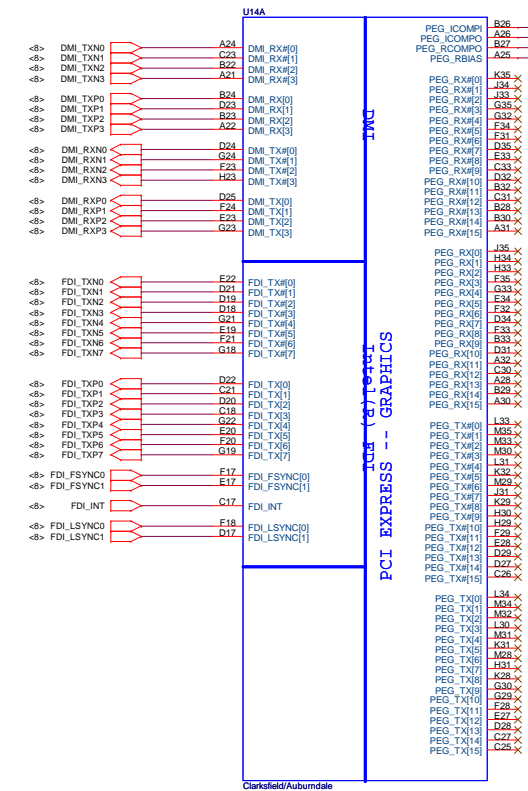 U14A
<8> DMI_TXN0 A24 DMI_RX#[0]
<8> DMI_TXN1 C23 DMI_RX#[1]
<8> DMI_TXN2 B22 DMI_RX#[2]
<8> DMI_TXN3 A21 DMI_RX#[3]
<8> DMI_TXP0 B24 DMI_RX[0]
<8> DMI_TXP1 D23 DMI_RX[1]
<8> DMI_TXP2 B23 DMI_RX[2]
<8> DMI_TXP3 A22 DMI_RX[3]
<8> DMI_RXN0 D24 DMI_TX#[0]
<8> DMI_RXN1 G24 DMI_TX#[1]
<8> DMI_RXN2 F23 DMI_TX#[2]
<8> DMI_RXN3 H23 DMI_TX#[3]
<8> DMI_RXP0 D25 DMI_TX[0]
<8> DMI_RXP1 F24 DMI_TX[1]
<8> DMI_RXP2 E23 DMI_TX[2]
<8> DMI_RXP3 G23 DMI_TX[3]
<8> FDI_TXN0 E22 FDI_TX#[0]
<8> FDI_TXN1 D21 FDI_TX#[1]
<8> FDI_TXN2 D19 FDI_TX#[2]
<8> FDI_TXN3 D18 FDI_TX#[3]
<8> FDI_TXN4 G21 FDI_TX#[4]
<8> FDI_TXN5 E19 FDI_TX#[5]
<8> FDI_TXN6 F21 FDI_TX#[6]
<8> FDI_TXN7 G18 FDI_TX#[7]
<8> FDI_TXP0 D22 FDI_TX[0]
<8> FDI_TXP1 C21 FDI_TX[1]
<8> FDI_TXP2 D20 FDI_TX[2]
<8> FDI_TXP3 C18 FDI_TX[3]
<8> FDI_TXP4 G22 FDI_TX[4]
<8> FDI_TXP5 E20 FDI_TX[5]
<8> FDI_TXP6 F20 FDI_TX[6]
<8> FDI_TXP7 G19 FDI_TX[7]
<8> FDI_FSYNC0 F17 FDI_FSYNC[0]
<8> FDI_FSYNC1 E17 FDI_FSYNC[1]
<8> FDI_INT C17 FDI_INT
<8> FDI_LSYNC0 F18 FDI_LSYNC[0]
<8> FDI_LSYNC1 D17 FDI_LSYNC[1]
DMI
Intel(R) FDI
PCI EXPRESS -- GRAPHICS
PEG_ICOMPI B26
PEG_ICOMPO A26
PEG_RCOMPO B27
PEG_RBIAS A25
PEG_RX#[0] K35
PEG_RX#[1] J34
PEG_RX#[2] J33
PEG_RX#[3] G35
PEG_RX#[4] G32
PEG_RX#[5] F34
PEG_RX#[6] F31
PEG_RX#[7] D35
PEG_RX#[8] E33
PEG_RX#[9] C33
PEG_RX#[10] D32
PEG_RX#[11] B32
PEG_RX#[12] C31
PEG_RX#[13] B28
PEG_RX#[14] B30
PEG_RX#[15] A31
PEG_RX[0] J35
PEG_RX[1] H34
PEG_RX[2] H33
PEG_RX[3] F35
PEG_RX[4] G33
PEG_RX[5] E34
PEG_RX[6] F32
PEG_RX[7] D34
PEG_RX[8] F33
PEG_RX[9] B33
PEG_RX[10] D31
PEG_RX[11] A32
PEG_RX[12] C30
PEG_RX[13] A28
PEG_RX[14] B29
PEG_RX[15] A30
PEG_TX#[0] L33
PEG_TX#[1] M35
PEG_TX#[2] M33
PEG_TX#[3] M30
PEG_TX#[4] L31
PEG_TX#[5] K32
PEG_TX#[6] M29
PEG_TX#[7] J31
PEG_TX#[8] K29
PEG_TX#[9] H30
PEG_TX#[10] H29
PEG_TX#[11] F29
PEG_TX#[12] E28
PEG_TX#[13] D29
PEG_TX#[14] D27
PEG_TX#[15] C26
PEG_TX[0] L34
PEG_TX[1] M34
PEG_TX[2] M32
PEG_TX[3] L30
PEG_TX[4] M31
PEG_TX[5] K31
PEG_TX[6] M28
PEG_TX[7] H31
PEG_TX[8] K28
PEG_TX[9] G30
PEG_TX[10] G29
PEG_TX[11] F28
PEG_TX[12] E27
PEG_TX[13] D28
PEG_TX[14] C27
PEG_TX[15] C25
Clarksfield/Auburndale